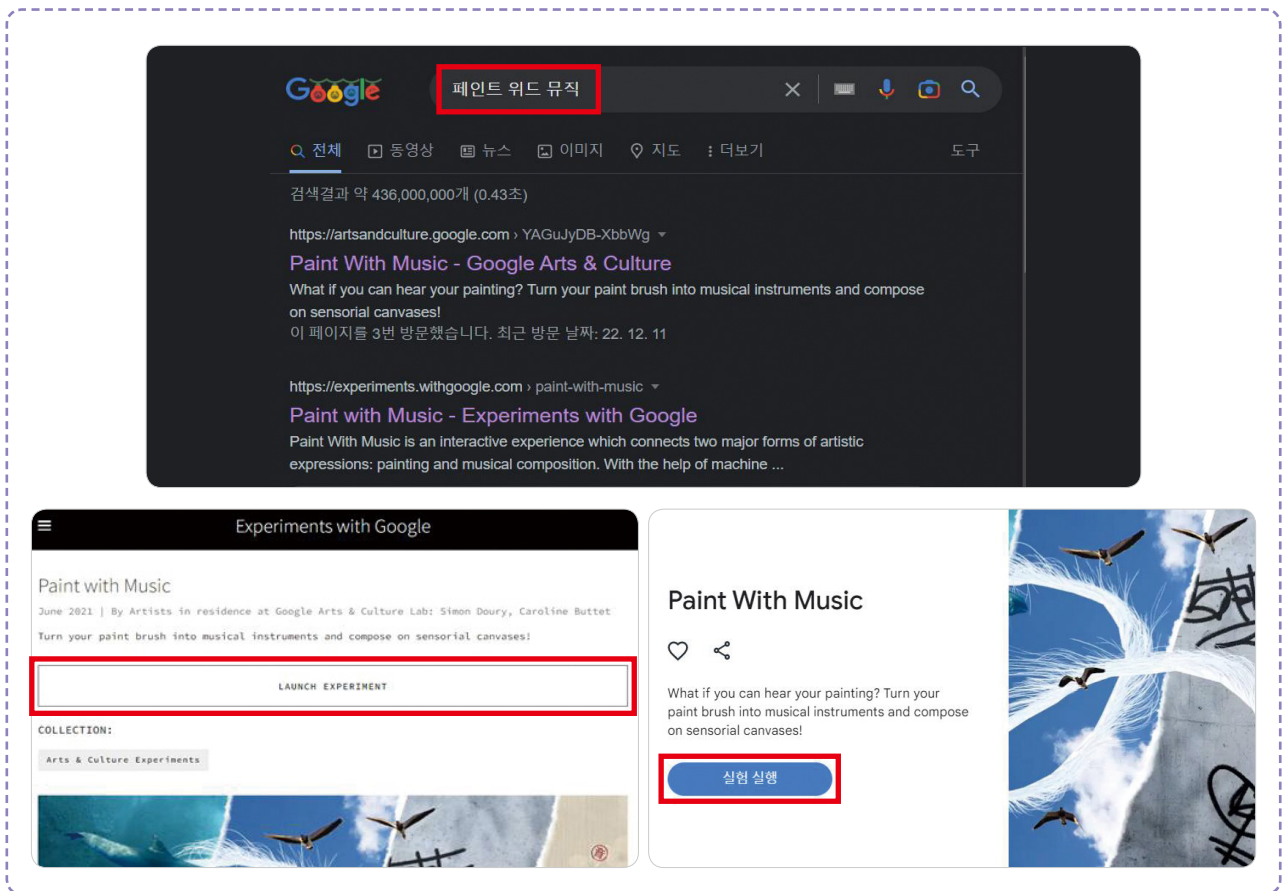 Google
페인트 위드 뮤직
전체 동영상 뉴스 이미지 지도 더보기 도구
검색결과 약 436,000,000개 (0.43초)
https://artsandculture.google.com › YAGuJyDB-XbbWg
Paint With Music - Google Arts & Culture
What if you can hear your painting? Turn your paint brush into musical instruments and compose
on sensorial canvases!
이 페이지를 3번 방문했습니다. 최근 방문 날짜: 22. 12. 11
https://experiments.withgoogle.com › paint-with-music
Paint with Music - Experiments with Google
Paint With Music is an interactive experience which connects two major forms of artistic
expressions: painting and musical composition. With the help of machine ...
Experiments with Google
Paint with Music
June 2021 | By Artists in residence at Google Arts & Culture Lab: Simon Doury, Caroline Buttet
Turn your paint brush into musical instruments and compose on sensorial canvases!
LAUNCH EXPERIMENT
COLLECTION:
Arts & Culture Experiments
Paint With Music
What if you can hear your painting? Turn your
paint brush into musical instruments and compose
on sensorial canvases!
실험 실행